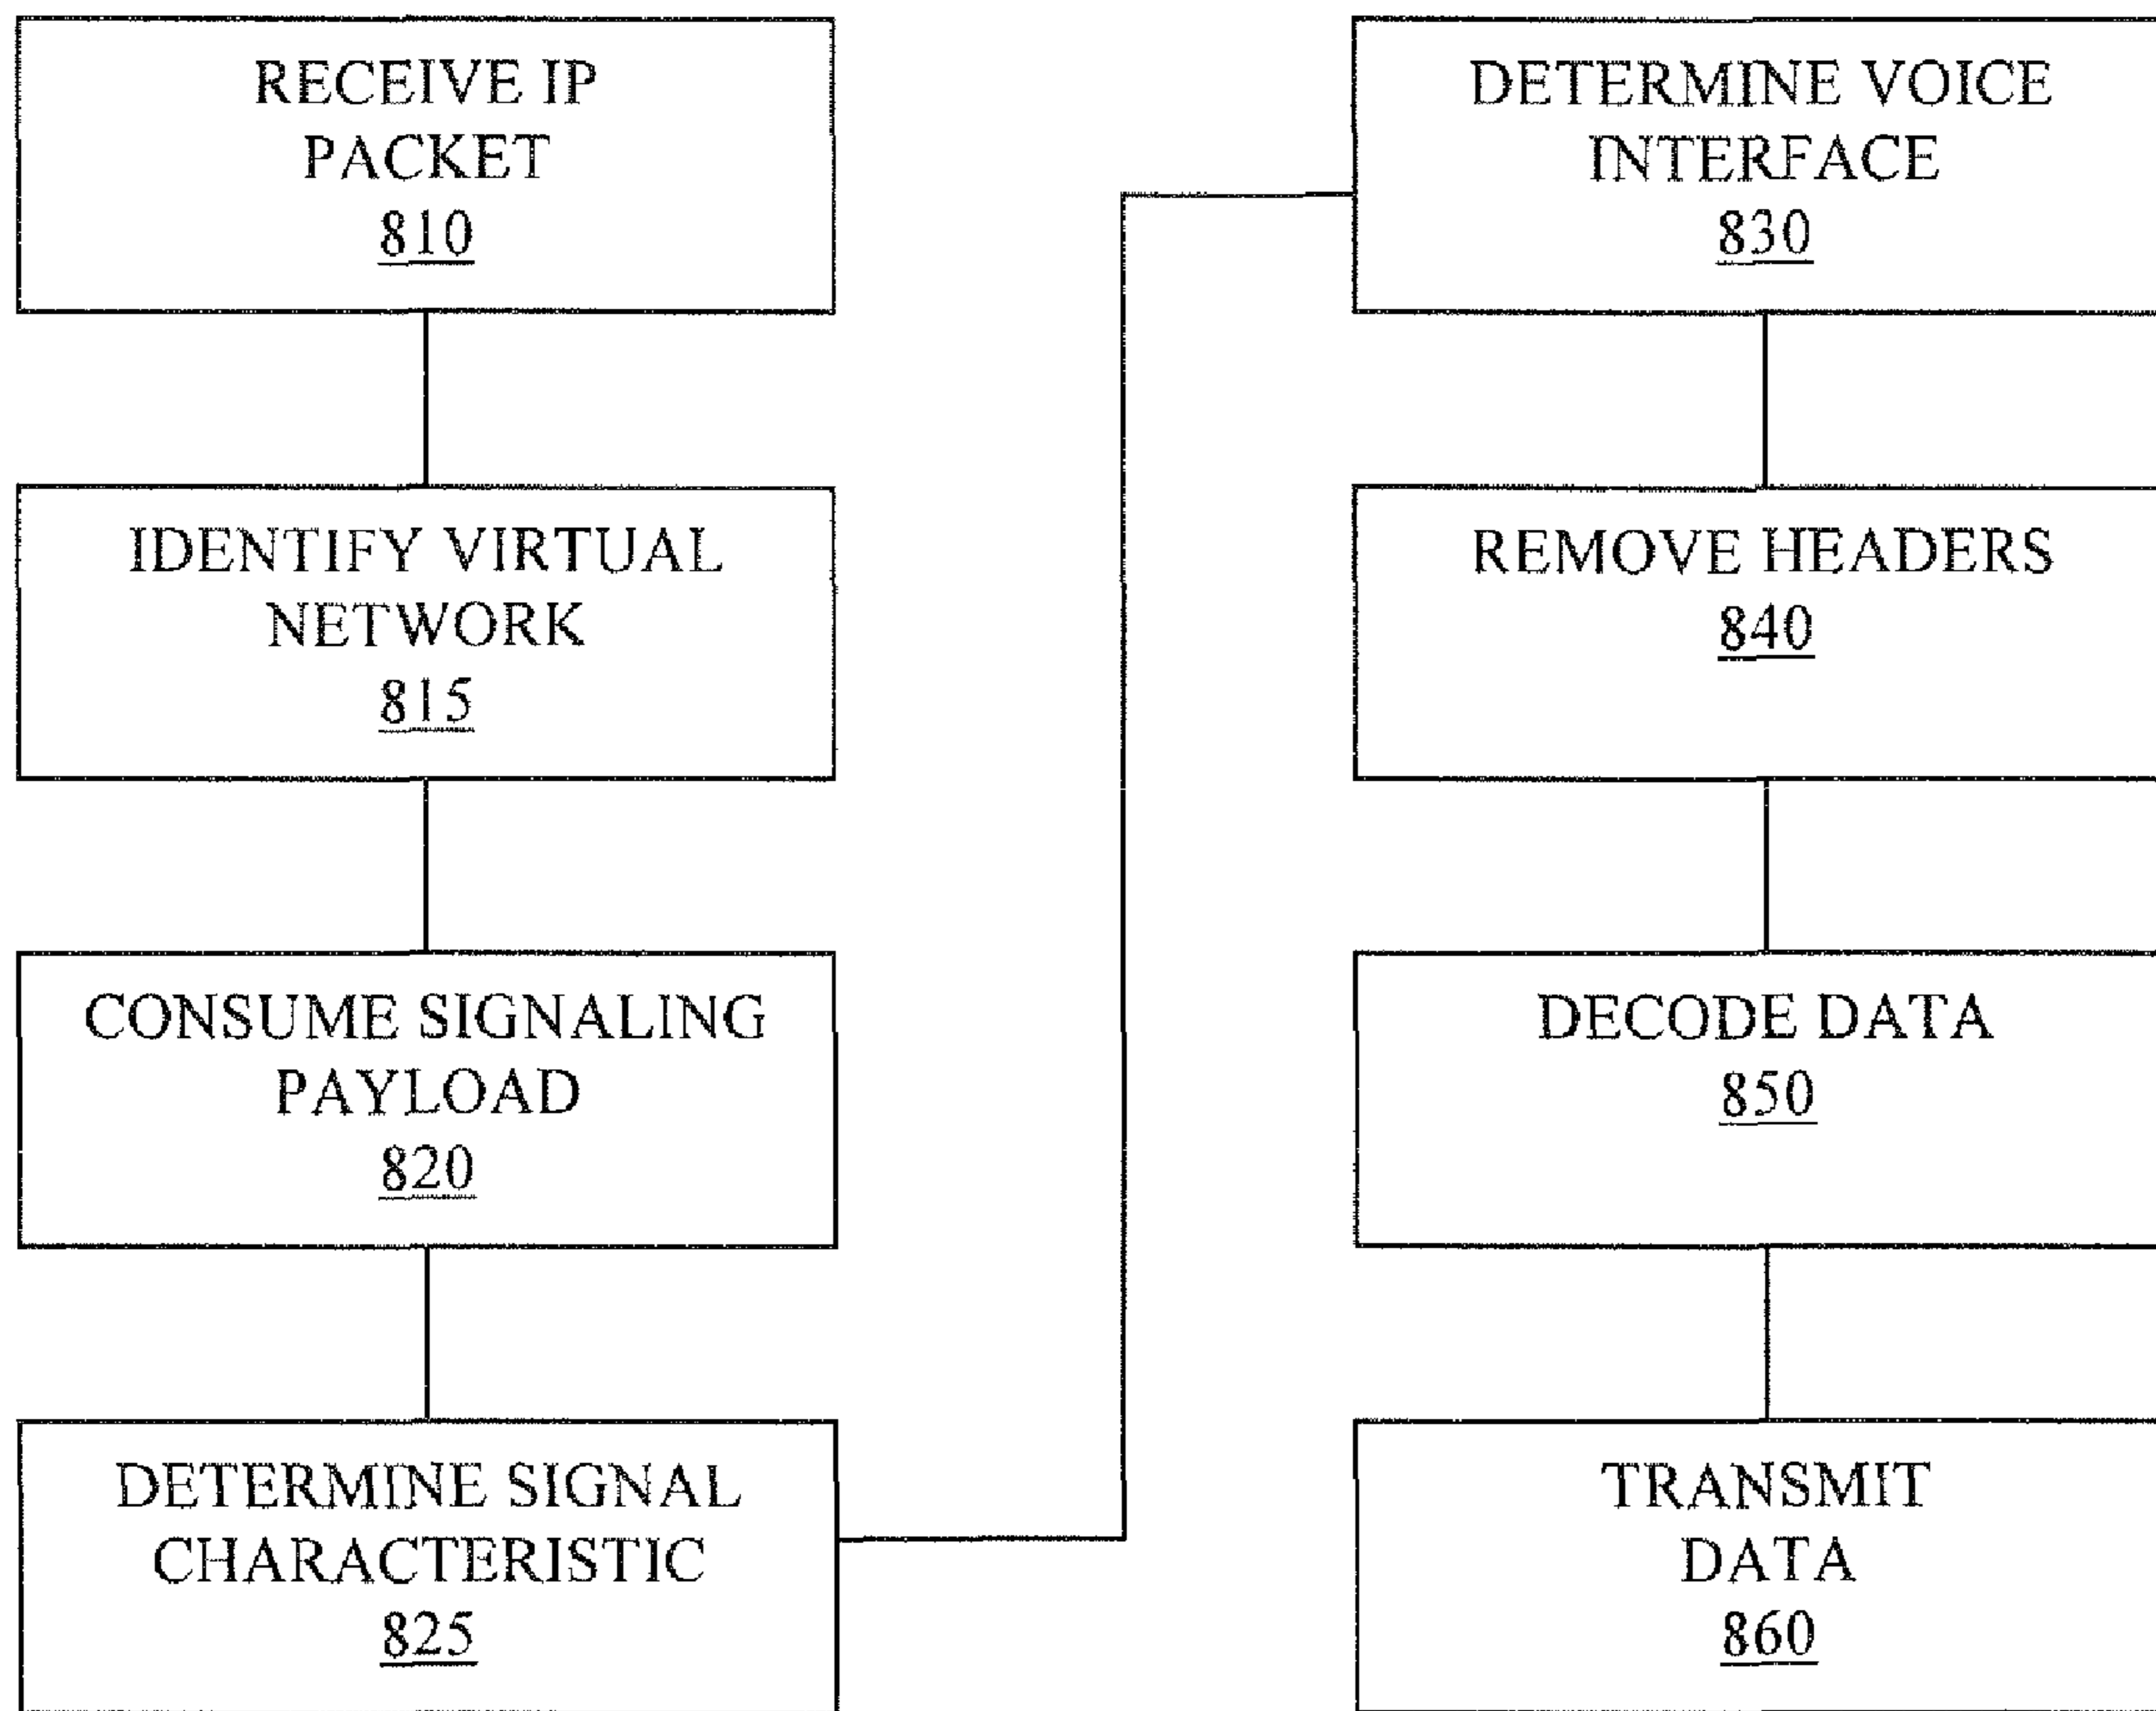 RECEIVE IP
PACKET
810
IDENTIFY VIRTUAL
NETWORK
815
CONSUME SIGNALING
PAYLOAD
820
DETERMINE SIGNAL
CHARACTERISTIC
825
DETERMINE VOICE
INTERFACE
830
REMOVE HEADERS
840
DECODE DATA
850
TRANSMIT
DATA
860